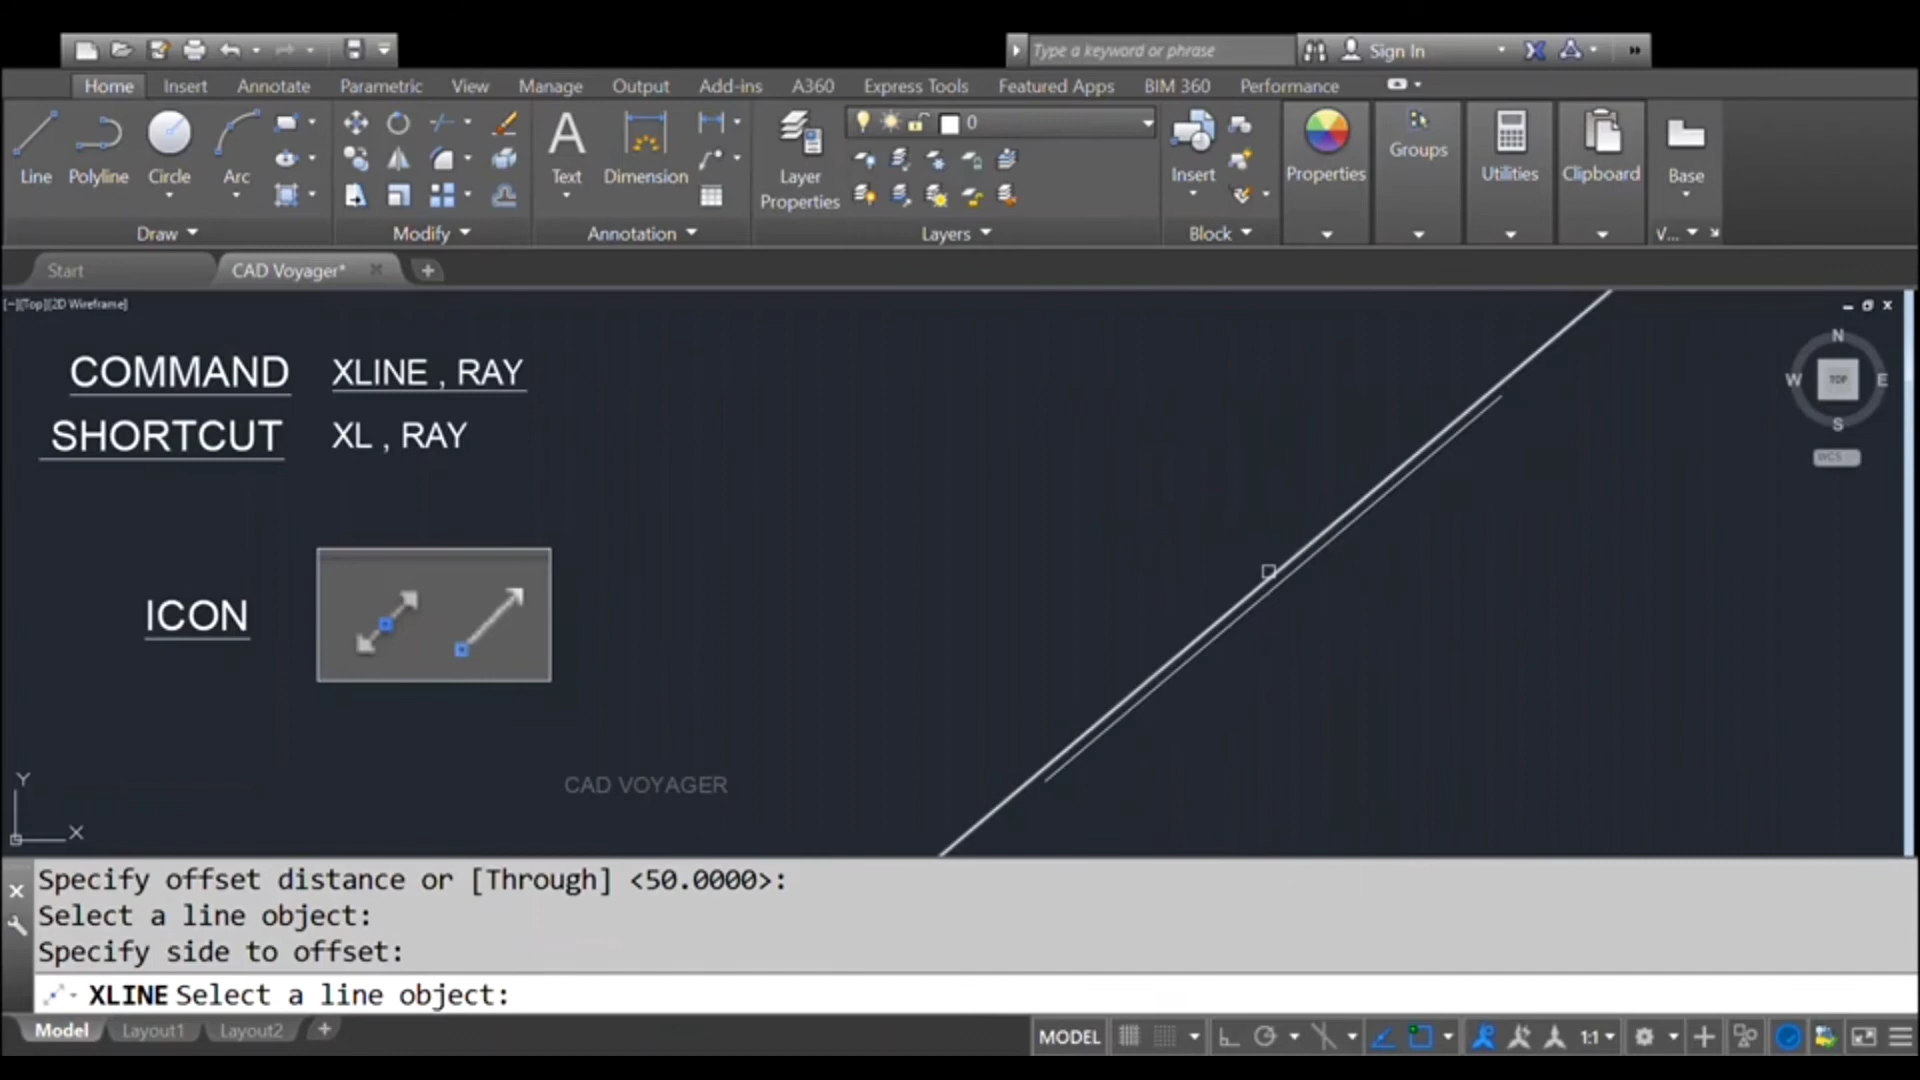 Type a keyword or phrase
Sign In
Home Insert Annotate Parametric View Manage Output Add-ins A360 Express Tools Featured Apps BIM 360 Performance
0
Line Polyline Circle Arc
Text Dimension
Layer Properties
Insert
Properties Groups Utilities Clipboard Base
Draw Modify Annotation Layers Block V...
Start CAD Voyager*
[−][Top][2D Wireframe]
COMMAND XLINE , RAY
SHORTCUT XL , RAY
ICON
N
W TOP E
S
WCS
CAD VOYAGER
Y
X
Specify offset distance or [Through] <50.0000>:
Select a line object:
Specify side to offset:
XLINE Select a line object:
Model Layout1 Layout2
MODEL 1:1